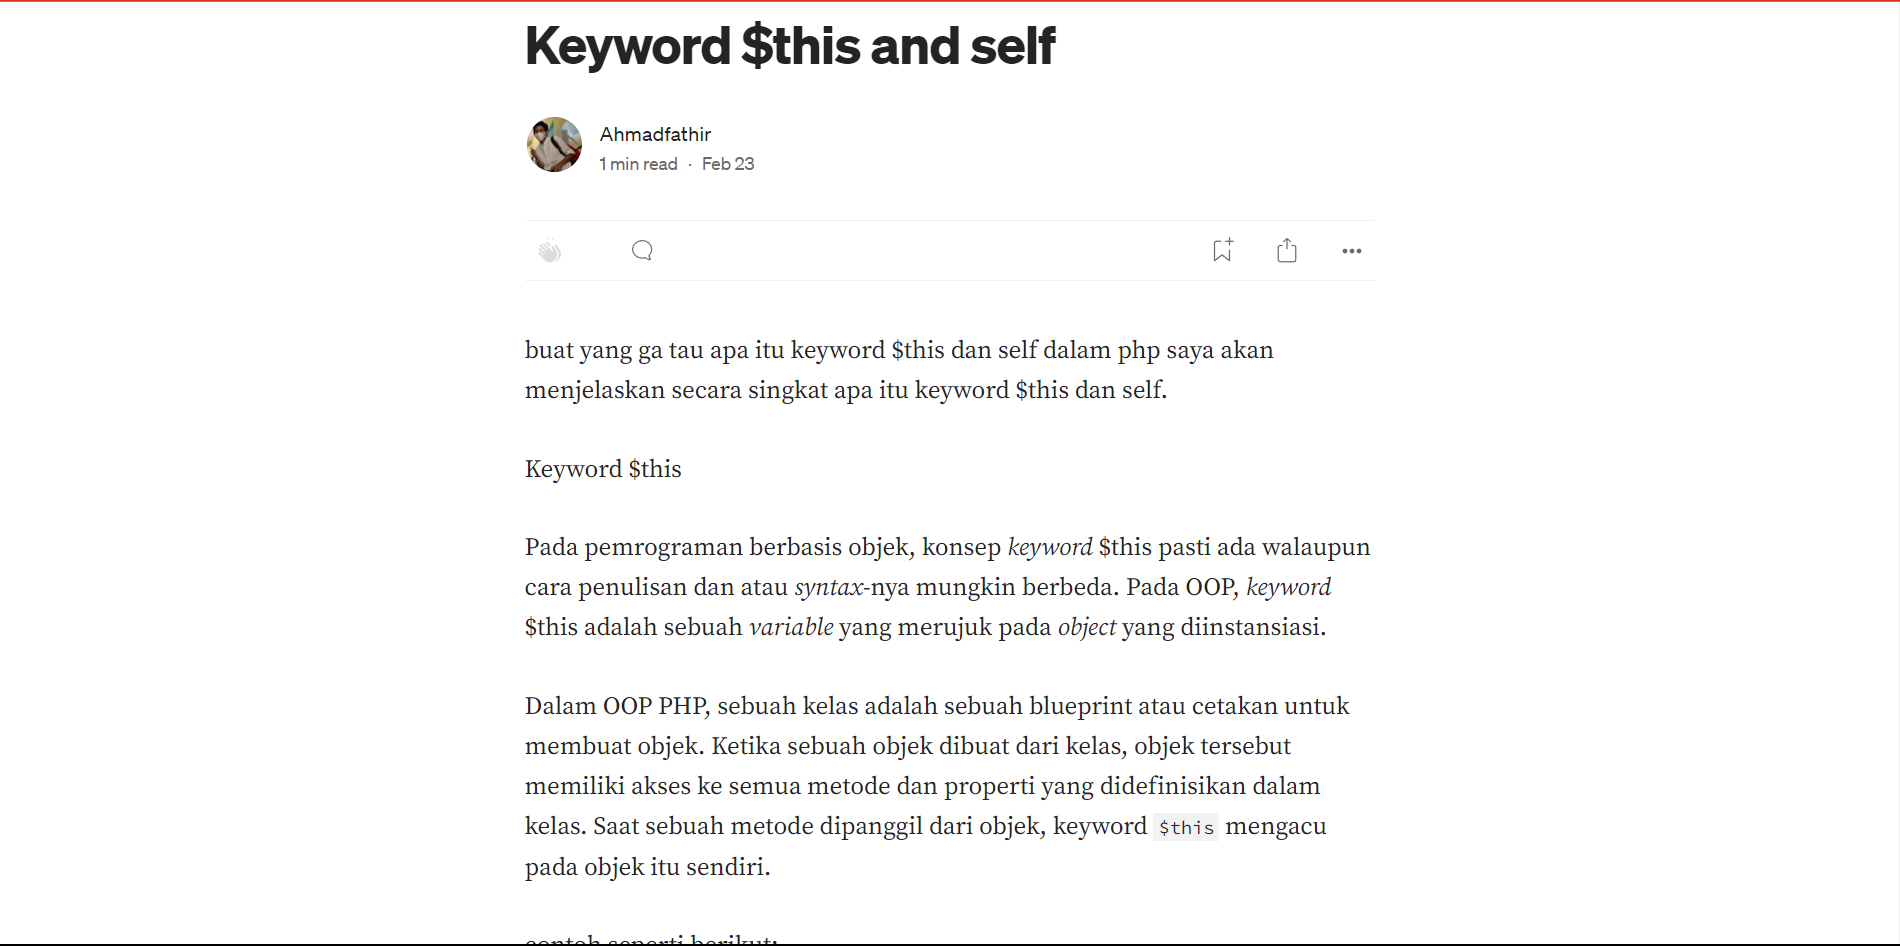 Keyword $this and self
Ahmadfathir
1 min read · Feb 23
buat yang ga tau apa itu keyword $this dan self dalam php saya akan
menjelaskan secara singkat apa itu keyword $this dan self.
Keyword $this
Pada pemrograman berbasis objek, konsep keyword $this pasti ada walaupun
cara penulisan dan atau syntax-nya mungkin berbeda. Pada OOP, keyword
$this adalah sebuah variable yang merujuk pada object yang diinstansiasi.
Dalam OOP PHP, sebuah kelas adalah sebuah blueprint atau cetakan untuk
membuat objek. Ketika sebuah objek dibuat dari kelas, objek tersebut
memiliki akses ke semua metode dan properti yang didefinisikan dalam
kelas. Saat sebuah metode dipanggil dari objek, keyword $this mengacu
pada objek itu sendiri.
contoh seperti berikut: